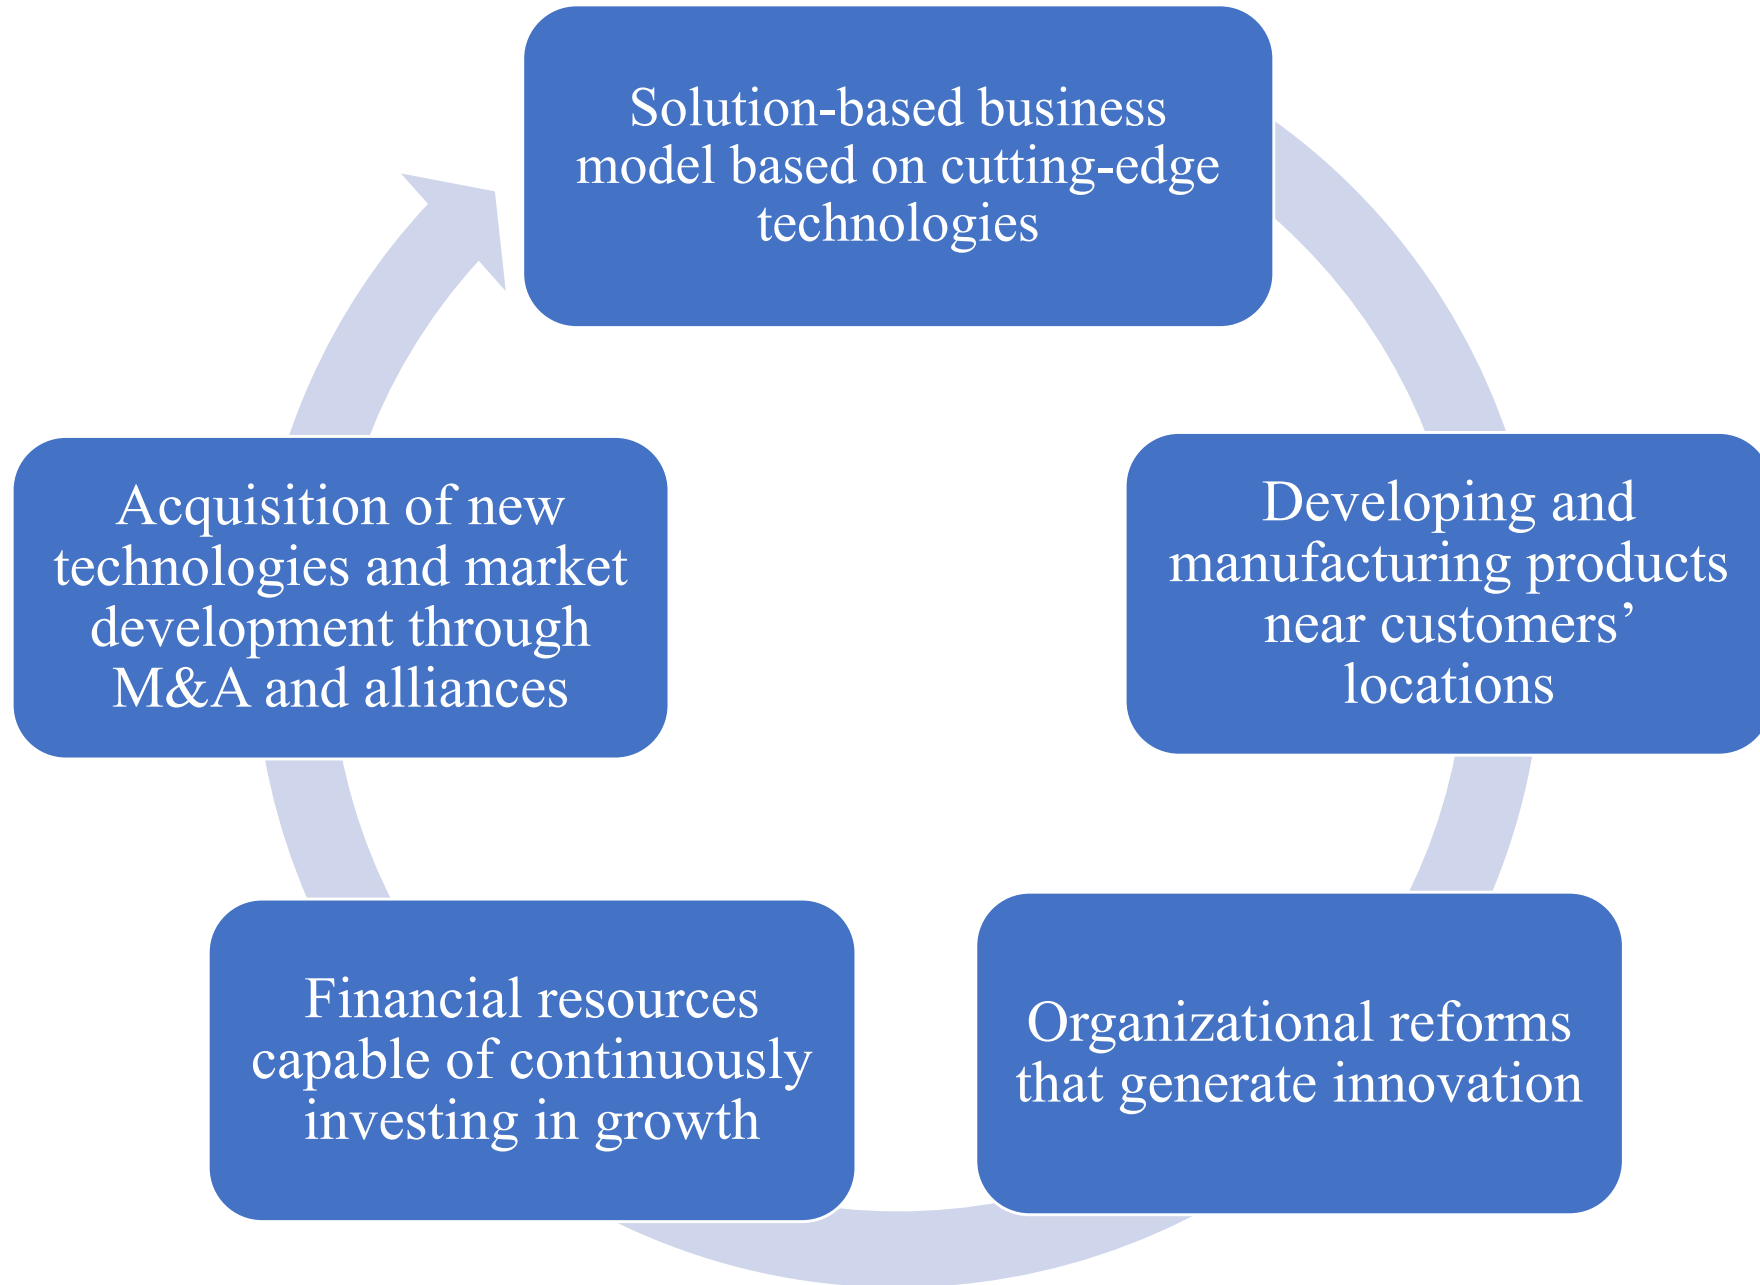 Solution-based business
model based on cutting-edge
technologies
Developing and
manufacturing products
near customers’
locations
Organizational reforms
that generate innovation
Financial resources
capable of continuously
investing in growth
Acquisition of new
technologies and market
development through
M&A and alliances